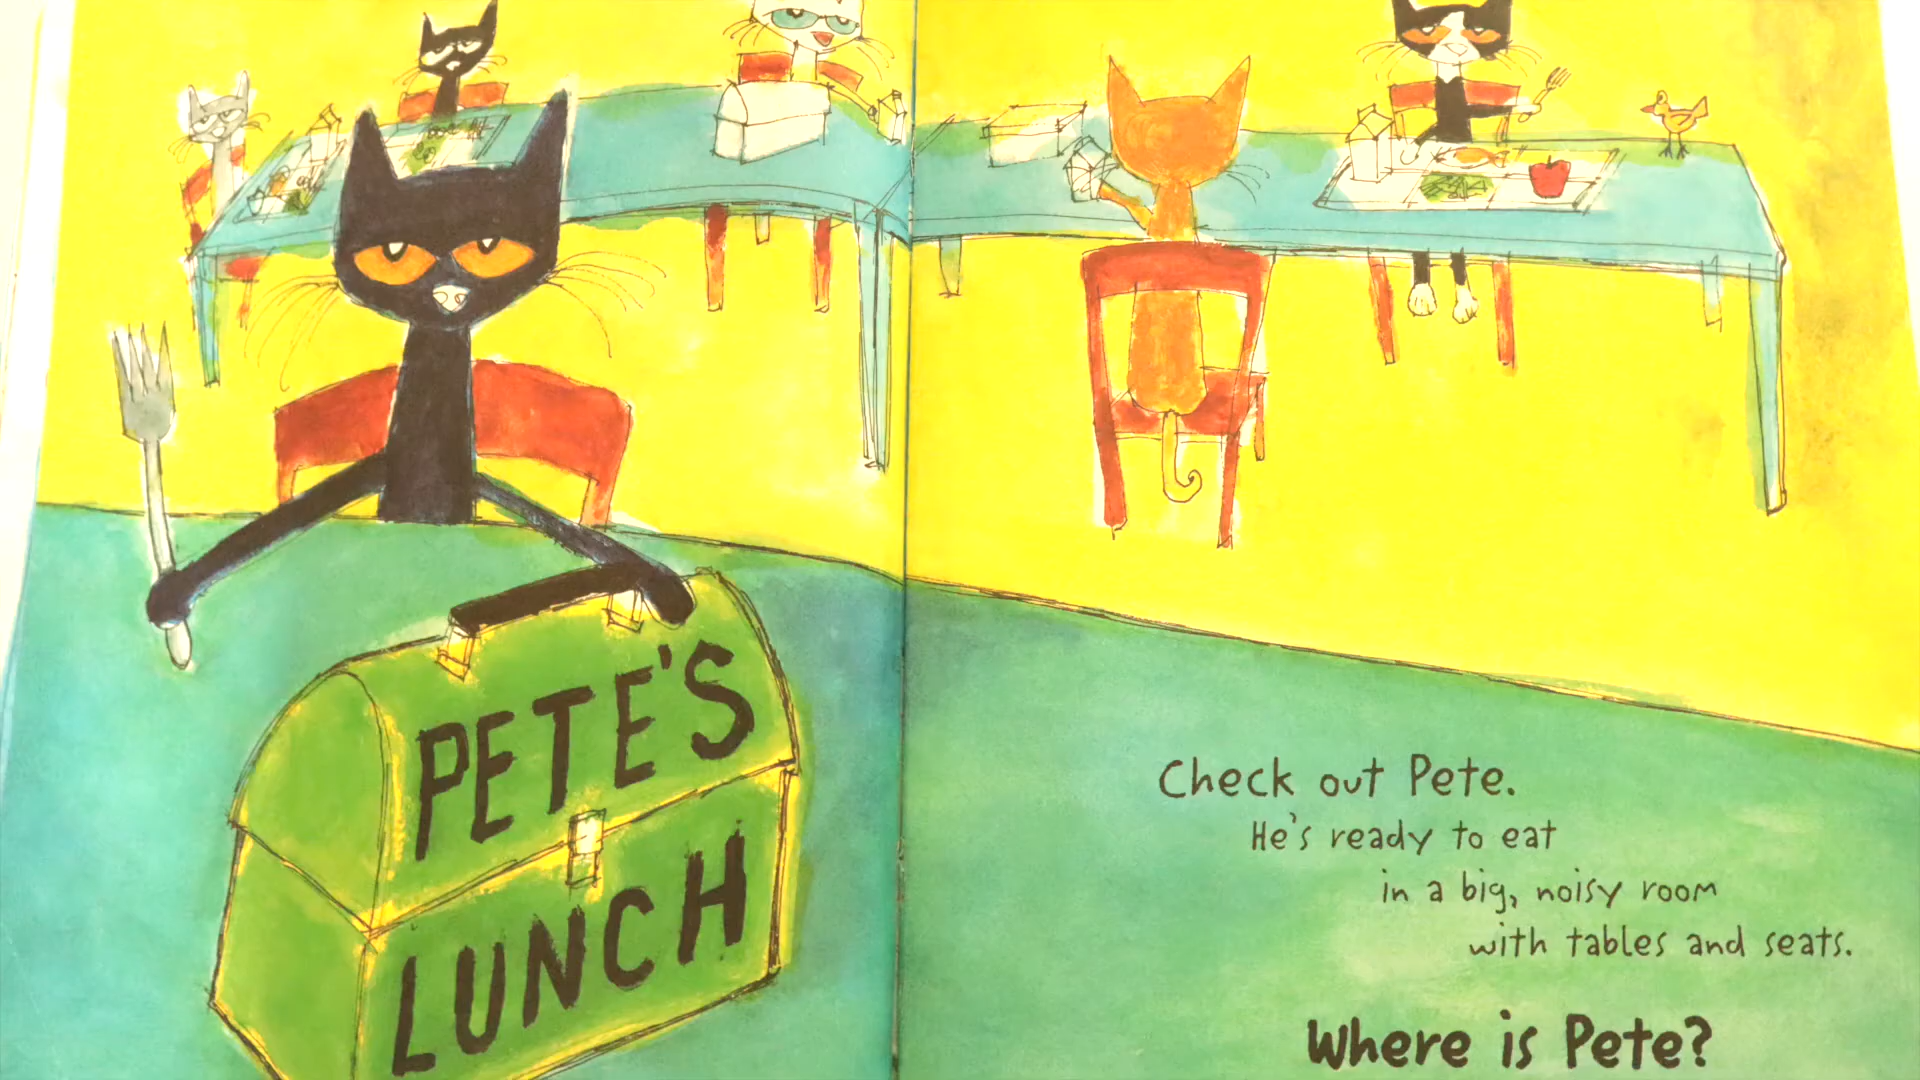 PETE'S
LUNCH
Check out Pete.
He's ready to eat
in a big, noisy room
with tables and seats.
Where is Pete?